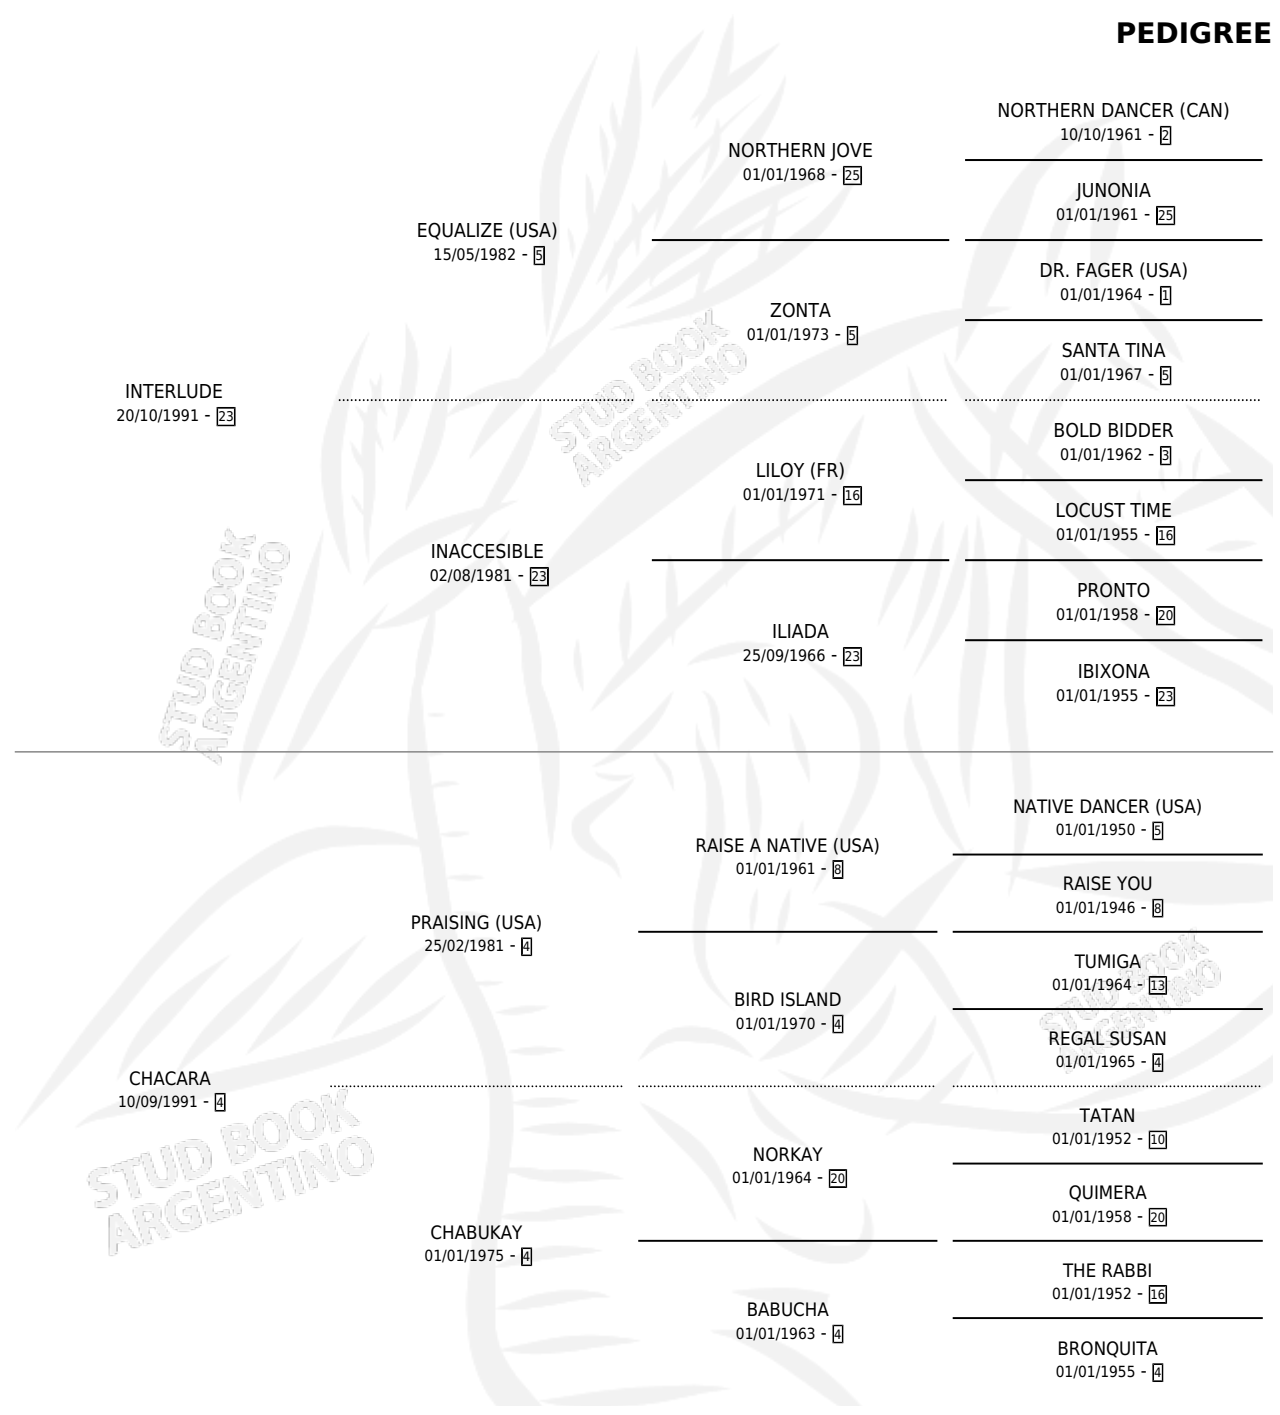 PEDIGREE
NORTHERN DANCER (CAN)
10/10/1961 - 2
NORTHERN JOVE
01/01/1968 - 25
JUNONIA
01/01/1961 - 25
EQUALIZE (USA)
15/05/1982 - 5
DR. FAGER (USA)
01/01/1964 - 1
ZONTA
01/01/1973 - 5
SANTA TINA
01/01/1967 - 5
INTERLUDE
20/10/1991 - 23
BOLD BIDDER
01/01/1962 - 3
LILOY (FR)
01/01/1971 - 16
LOCUST TIME
01/01/1955 - 16
INACCESIBLE
02/08/1981 - 23
PRONTO
01/01/1958 - 20
ILIADA
25/09/1966 - 23
IBIXONA
01/01/1955 - 23
NATIVE DANCER (USA)
01/01/1950 - 5
RAISE A NATIVE (USA)
01/01/1961 - 8
RAISE YOU
01/01/1946 - 8
PRAISING (USA)
25/02/1981 - 4
TUMIGA
01/01/1964 - 13
BIRD ISLAND
01/01/1970 - 4
REGAL SUSAN
01/01/1965 - 4
CHACARA
10/09/1991 - 4
TATAN
01/01/1952 - 10
NORKAY
01/01/1964 - 20
QUIMERA
01/01/1958 - 20
CHABUKAY
01/01/1975 - 4
THE RABBI
01/01/1952 - 16
BABUCHA
01/01/1963 - 4
BRONQUITA
01/01/1955 - 4
STUD BOOK
ARGENTINO
STUD BOOK
ARGENTINO
STUD BOOK
ARGENTINO
STUD BOOK
ARGENTINO